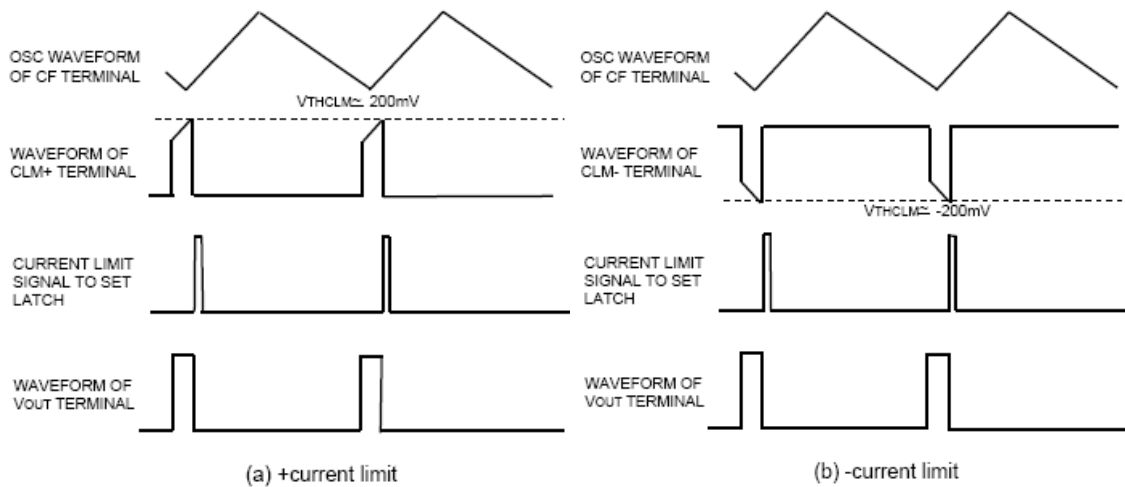 OSC WAVEFORM
OF CF TERMINAL
VTHCLM≃ 200mV
WAVEFORM OF
CLM+ TERMINAL
CURRENT LIMIT
SIGNAL TO SET
LATCH
WAVEFORM OF
VOUT TERMINAL
(a) +current limit
OSC WAVEFORM
OF CF TERMINAL
WAVEFORM OF
CLM- TERMINAL
VTHCLM≃ -200mV
CURRENT LIMIT
SIGNAL TO SET
LATCH
WAVEFORM OF
VOUT TERMINAL
(b) -current limit